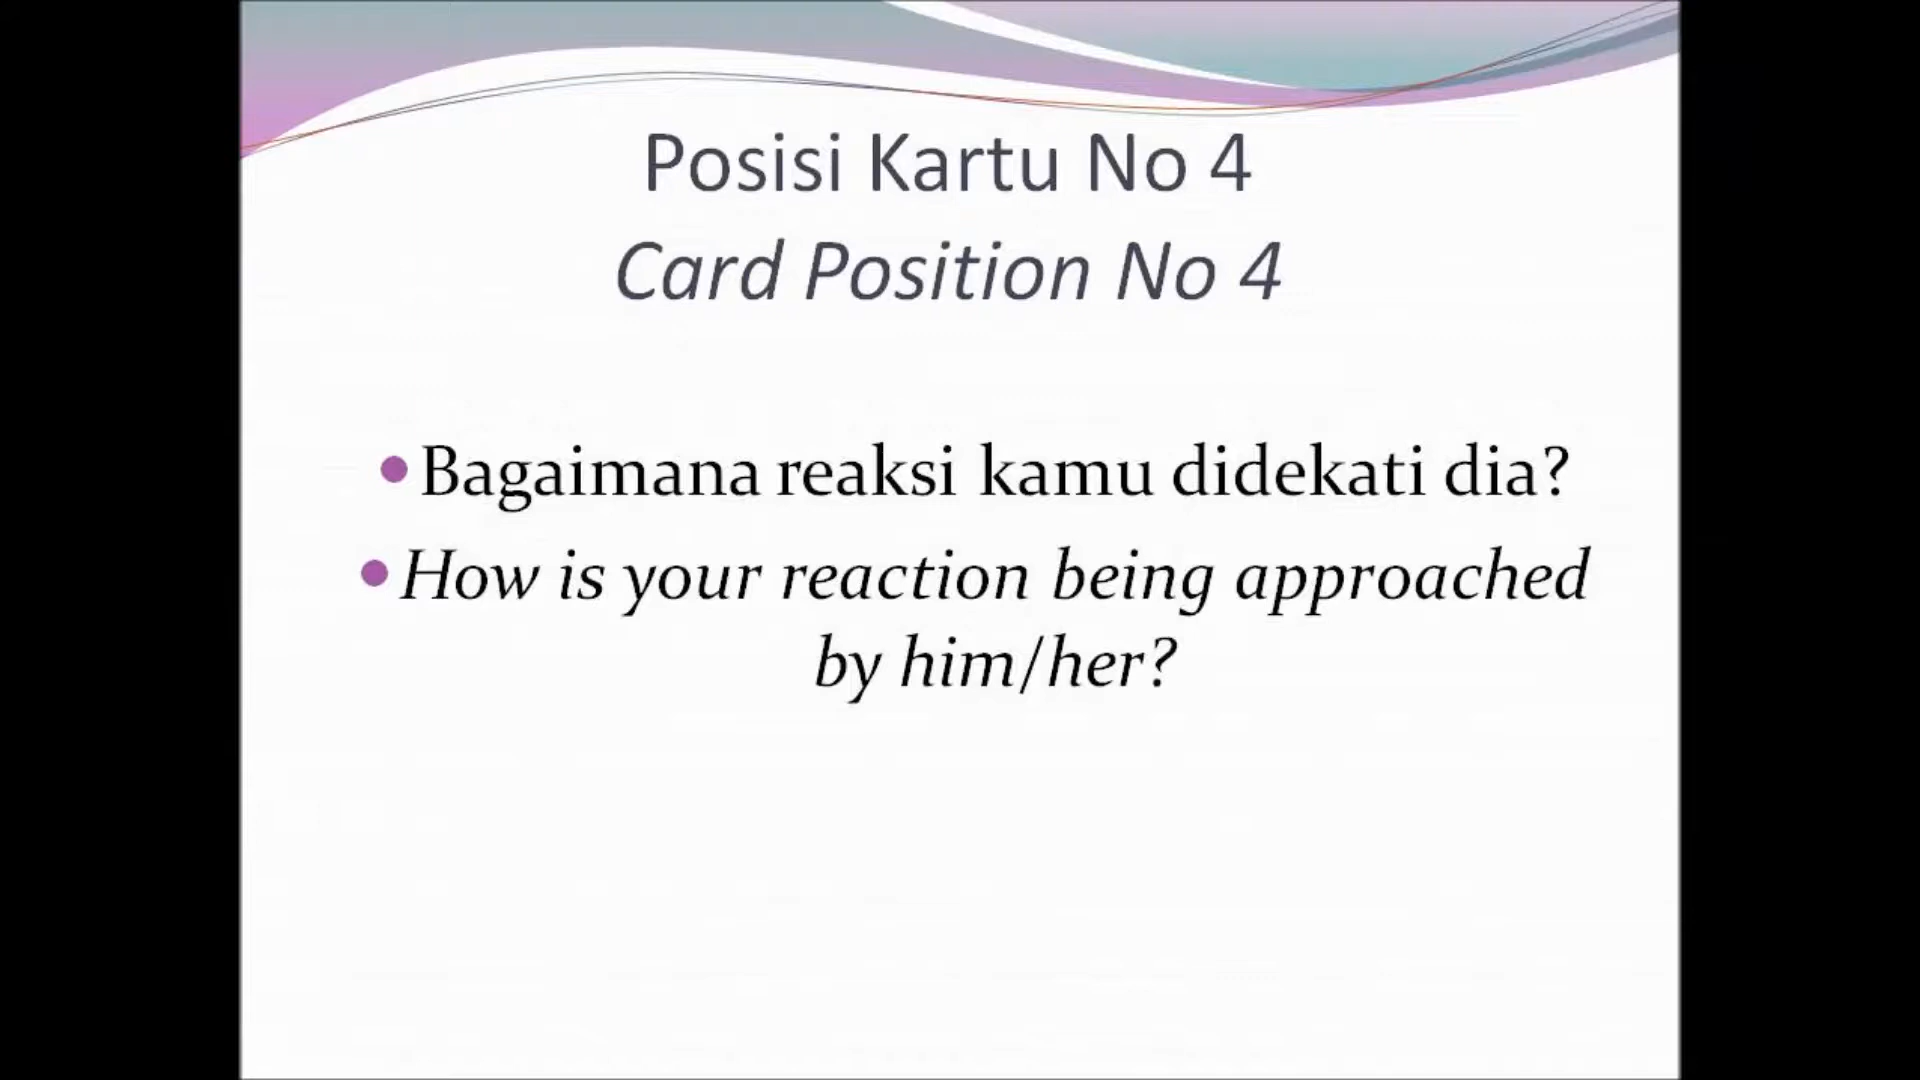 Posisi Kartu No 4
Card Position No 4
Bagaimana reaksi kamu didekati dia?
How is your reaction being approached
by him/her?